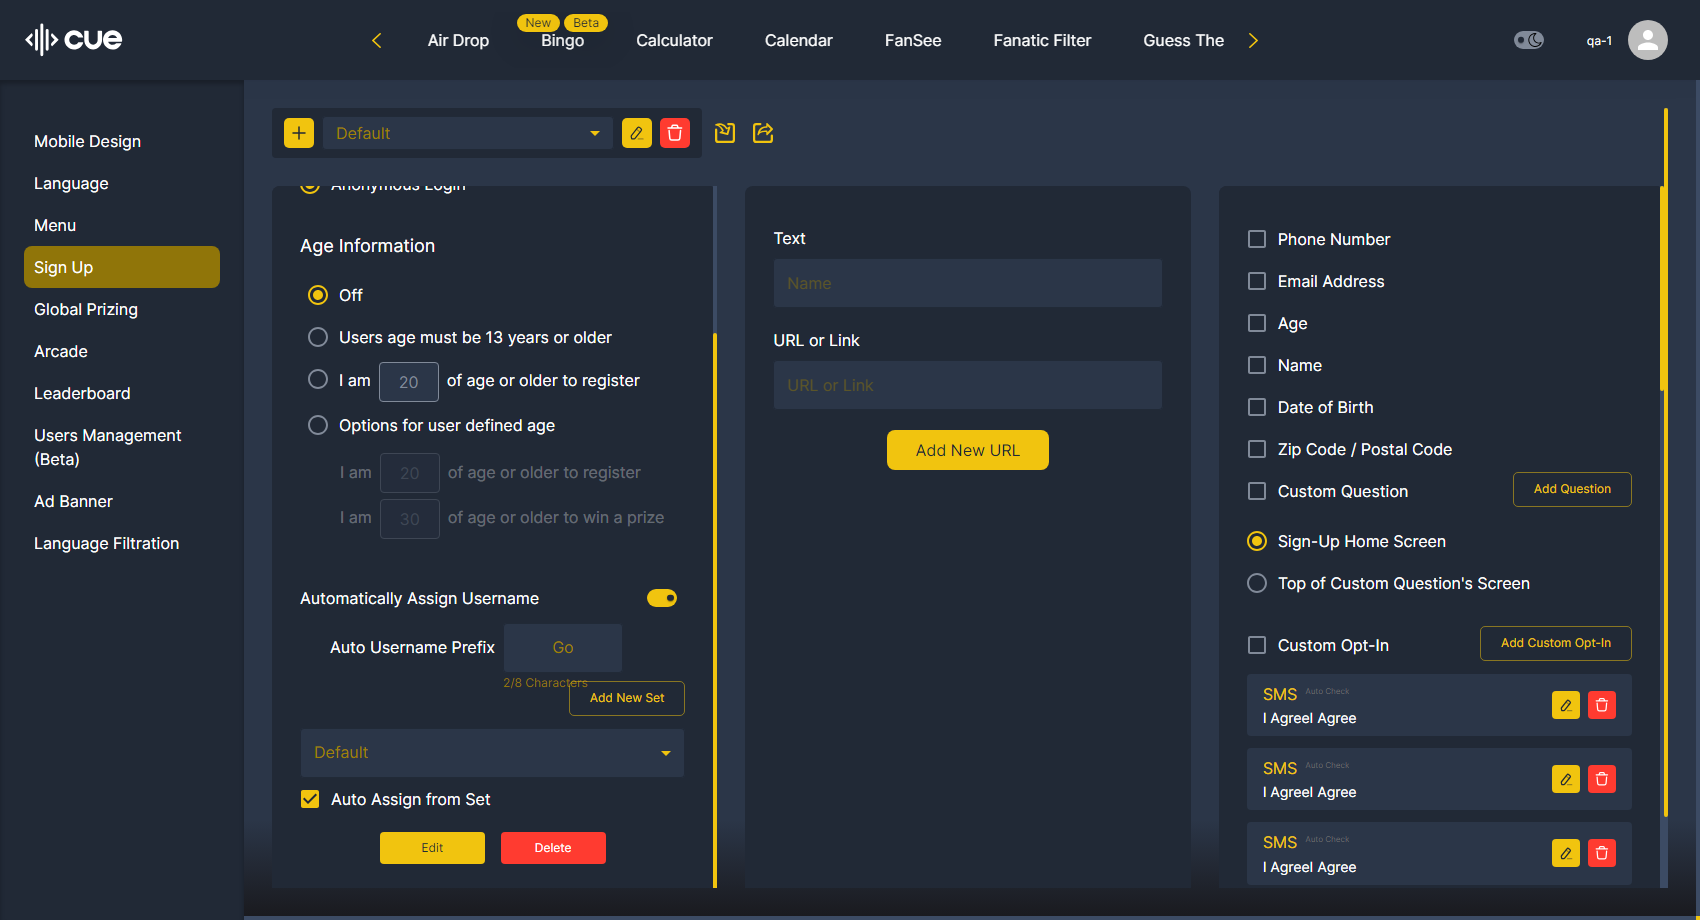 cue
New
Beta
Air Drop
Bingo
Calculator
Calendar
FanSee
Fanatic Filter
Guess The
qa-1
Mobile Design
Language
Menu
Sign Up
Global Prizing
Arcade
Leaderboard
Users Management
(Beta)
Ad Banner
Language Filtration
Default
Anonymous Login
Age Information
Off
Users age must be 13 years or older
I am 20 of age or older to register
Options for user defined age
I am 20 of age or older to register
I am 30 of age or older to win a prize
Automatically Assign Username
Auto Username Prefix Go
2/8 Characters
Add New Set
Default
Auto Assign from Set
Edit
Delete
Text
Name
URL or Link
URL or Link
Add New URL
Phone Number
Email Address
Age
Name
Date of Birth
Zip Code / Postal Code
Custom Question
Add Question
Sign-Up Home Screen
Top of Custom Question's Screen
Custom Opt-In
Add Custom Opt-In
SMS Auto Check
I AgreeI Agree
SMS Auto Check
I AgreeI Agree
SMS Auto Check
I AgreeI Agree